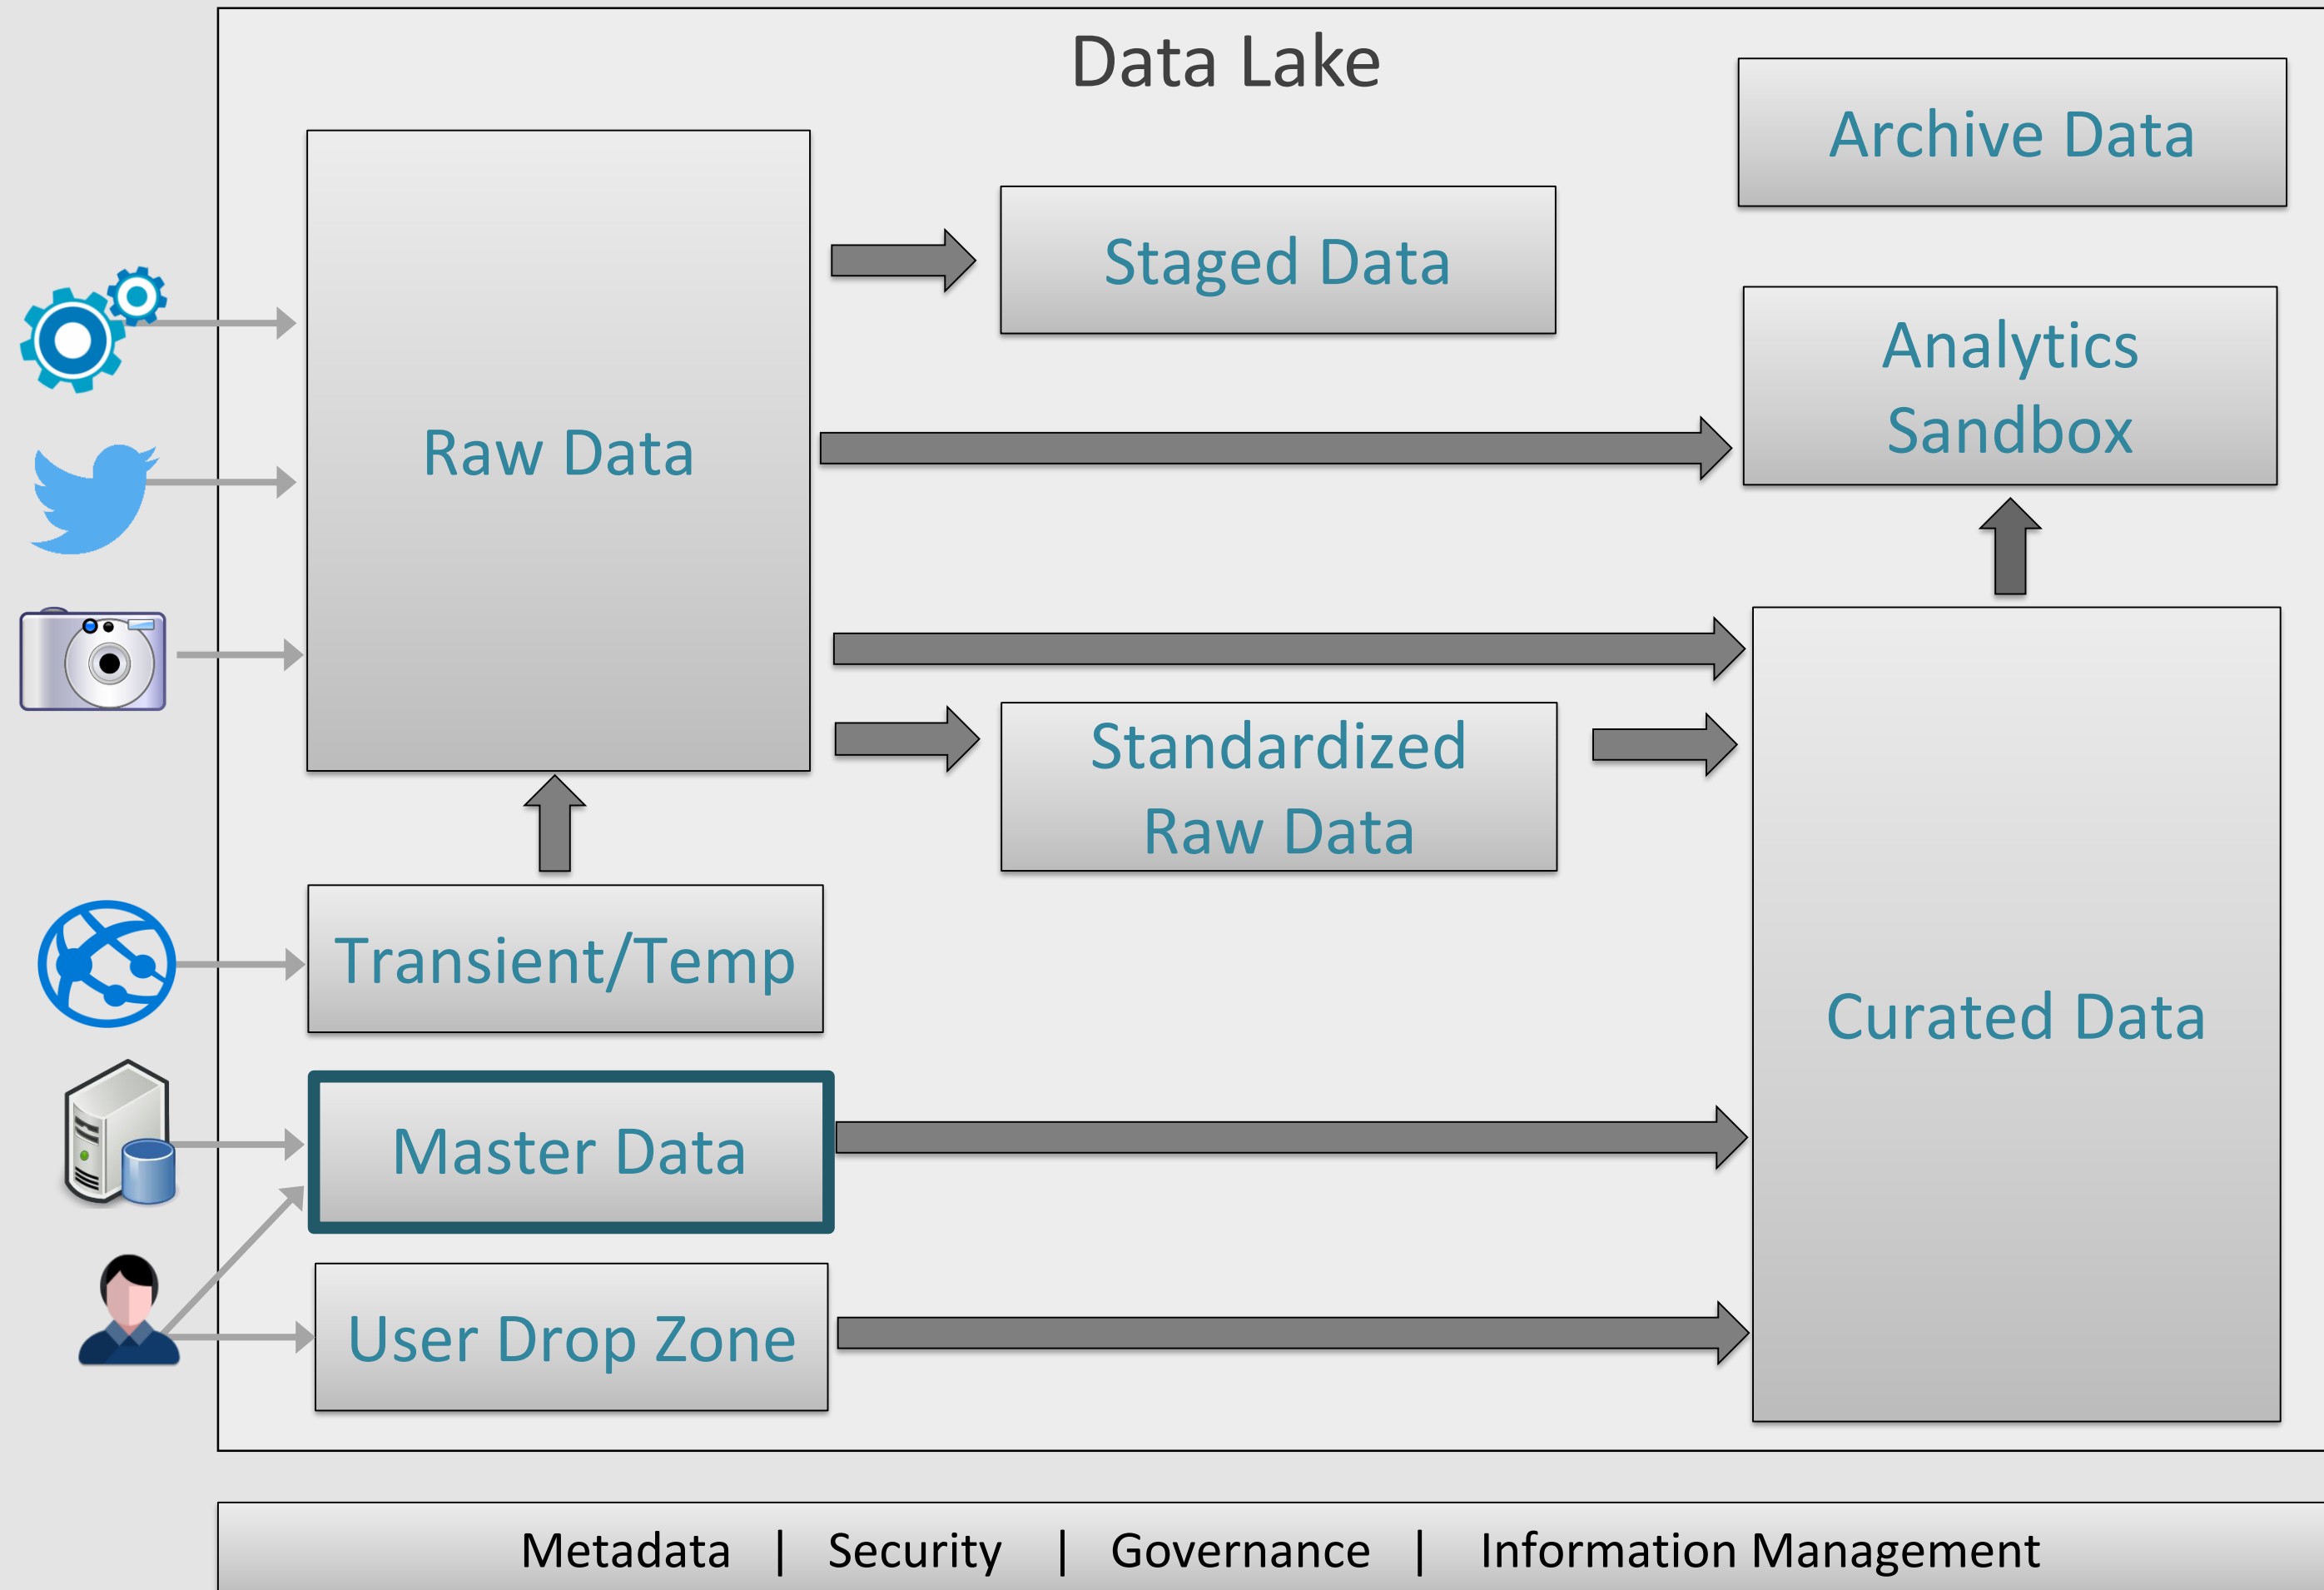 Data Lake
Archive Data
Staged Data
Analytics
Sandbox
Raw Data
Standardized
Raw Data
Transient/Temp
Curated Data
Master Data
User Drop Zone
Metadata | Security | Governance | Information Management